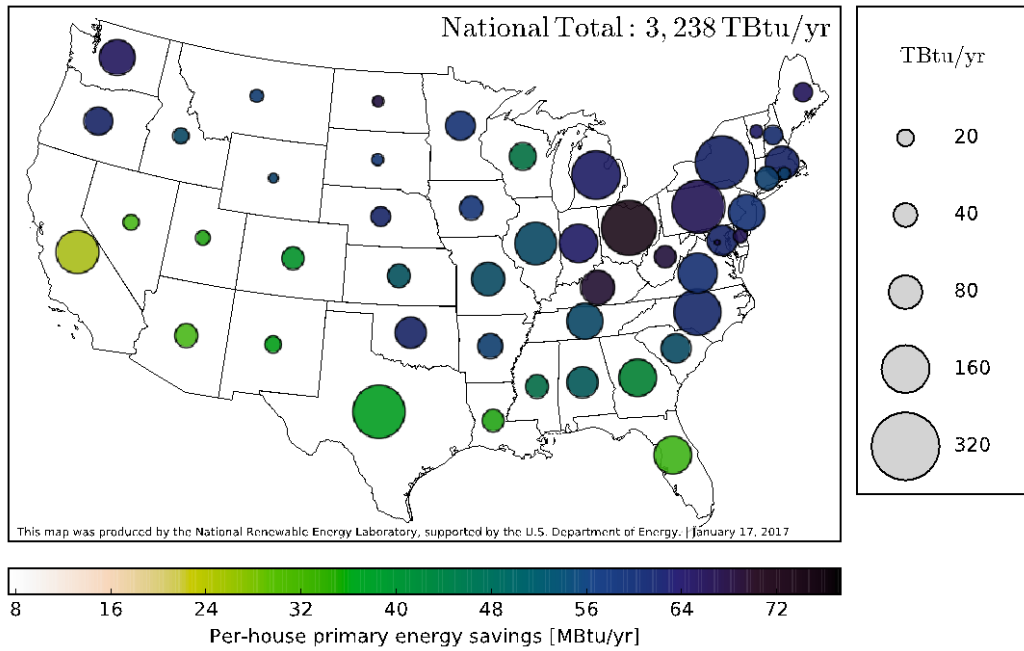 National Total : 3, 238 TBtu/yr
TBtu/yr
20
40
80
160
320
This map was produced by the National Renewable Energy Laboratory, supported by the U.S. Department of Energy. | January 17, 2017
8 16 24 32 40 48 56 64 72
Per-house primary energy savings [MBtu/yr]